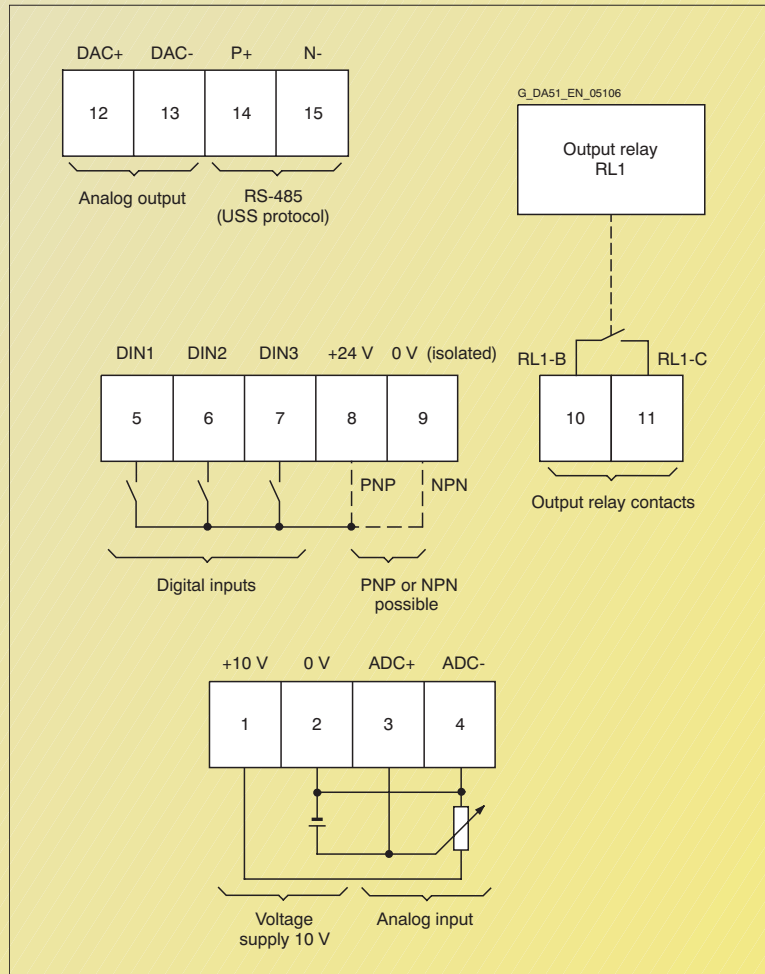 DAC+ DAC- P+ N-
12 13 14 15
Analog output
RS-485
(USS protocol)
G_DA51_EN_05106
Output relay
RL1
RL1-B RL1-C
10 11
Output relay contacts
DIN1 DIN2 DIN3 +24 V 0 V (isolated)
5 6 7 8 9
PNP NPN
Digital inputs
PNP or NPN
possible
+10 V 0 V ADC+ ADC-
1 2 3 4
Voltage
supply 10 V
Analog input